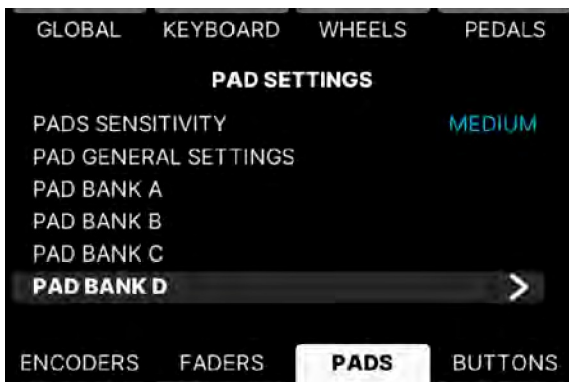 GLOBAL KEYBOARD WHEELS PEDALS
PAD SETTINGS
PADS SENSITIVITY MEDIUM
PAD GENERAL SETTINGS
PAD BANK A
PAD BANK B
PAD BANK C
PAD BANK D >
ENCODERS FADERS PADS BUTTONS